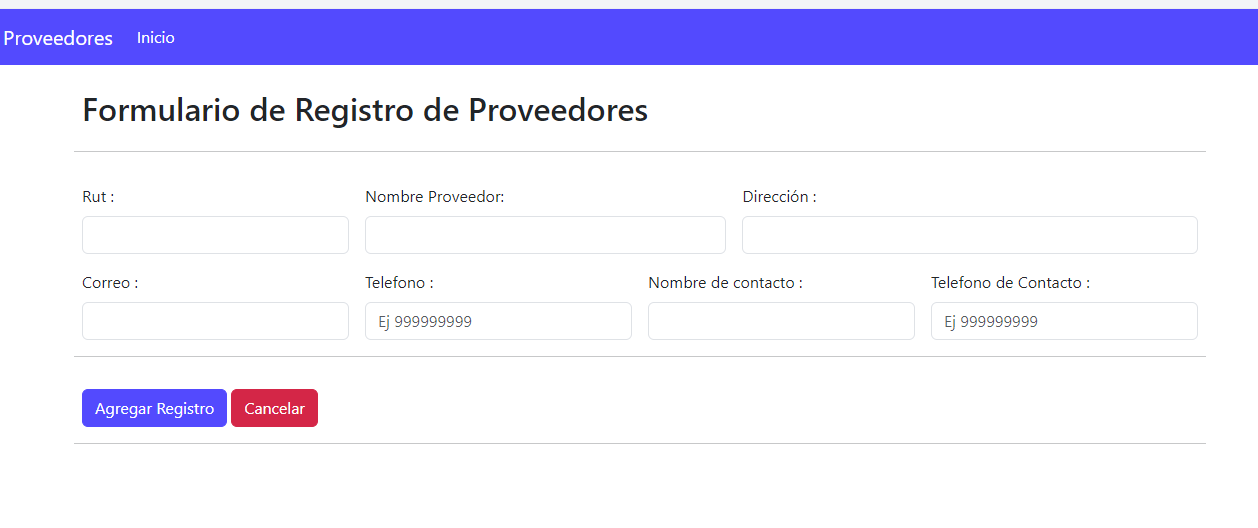 Proveedores Inicio
Formulario de Registro de Proveedores
Rut : Nombre Proveedor: Dirección :
Correo : Telefono : Nombre de contacto : Telefono de Contacto :
Ej 999999999 Ej 999999999
Agregar Registro Cancelar